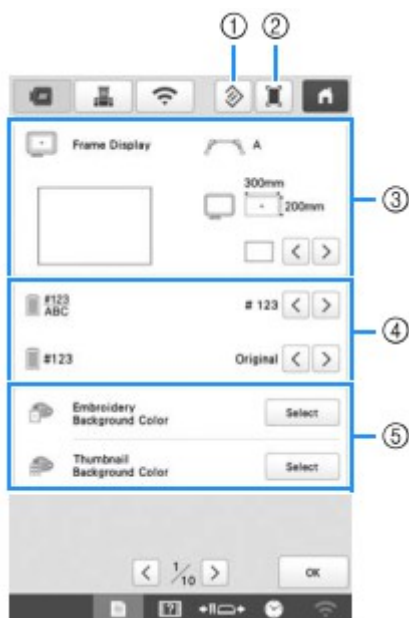 ① ②
Frame Display
A
300mm
200mm
③
#123
ABC
# 123 < >
④
#123
Original < >
Embroidery
Background Color
Select
⑤
Thumbnail
Background Color
Select
< 1/10 >
OK